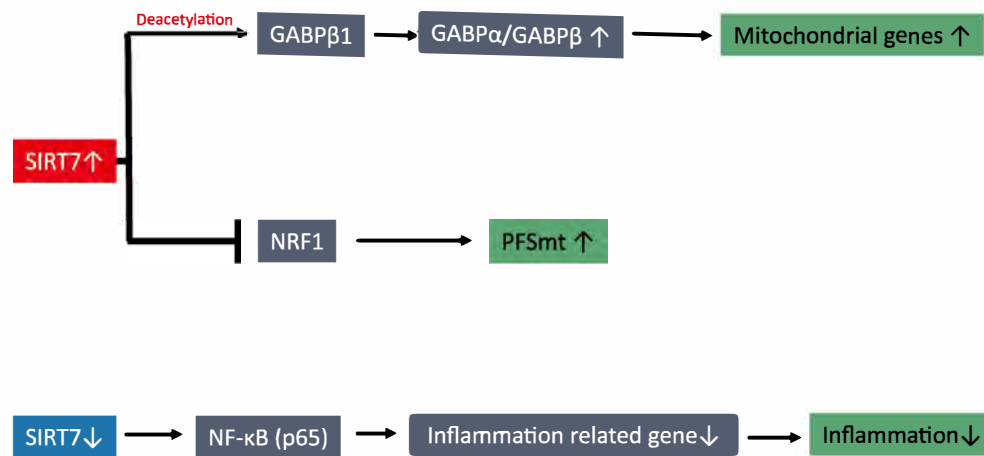 Deacetylation
GABPβ1
GABPα/GABPβ ↑
Mitochondrial genes ↑
SIRT7↑
NRF1
PFSmt ↑
SIRT7↓
NF-κB (p65)
Inflammation related gene↓
Inflammation↓